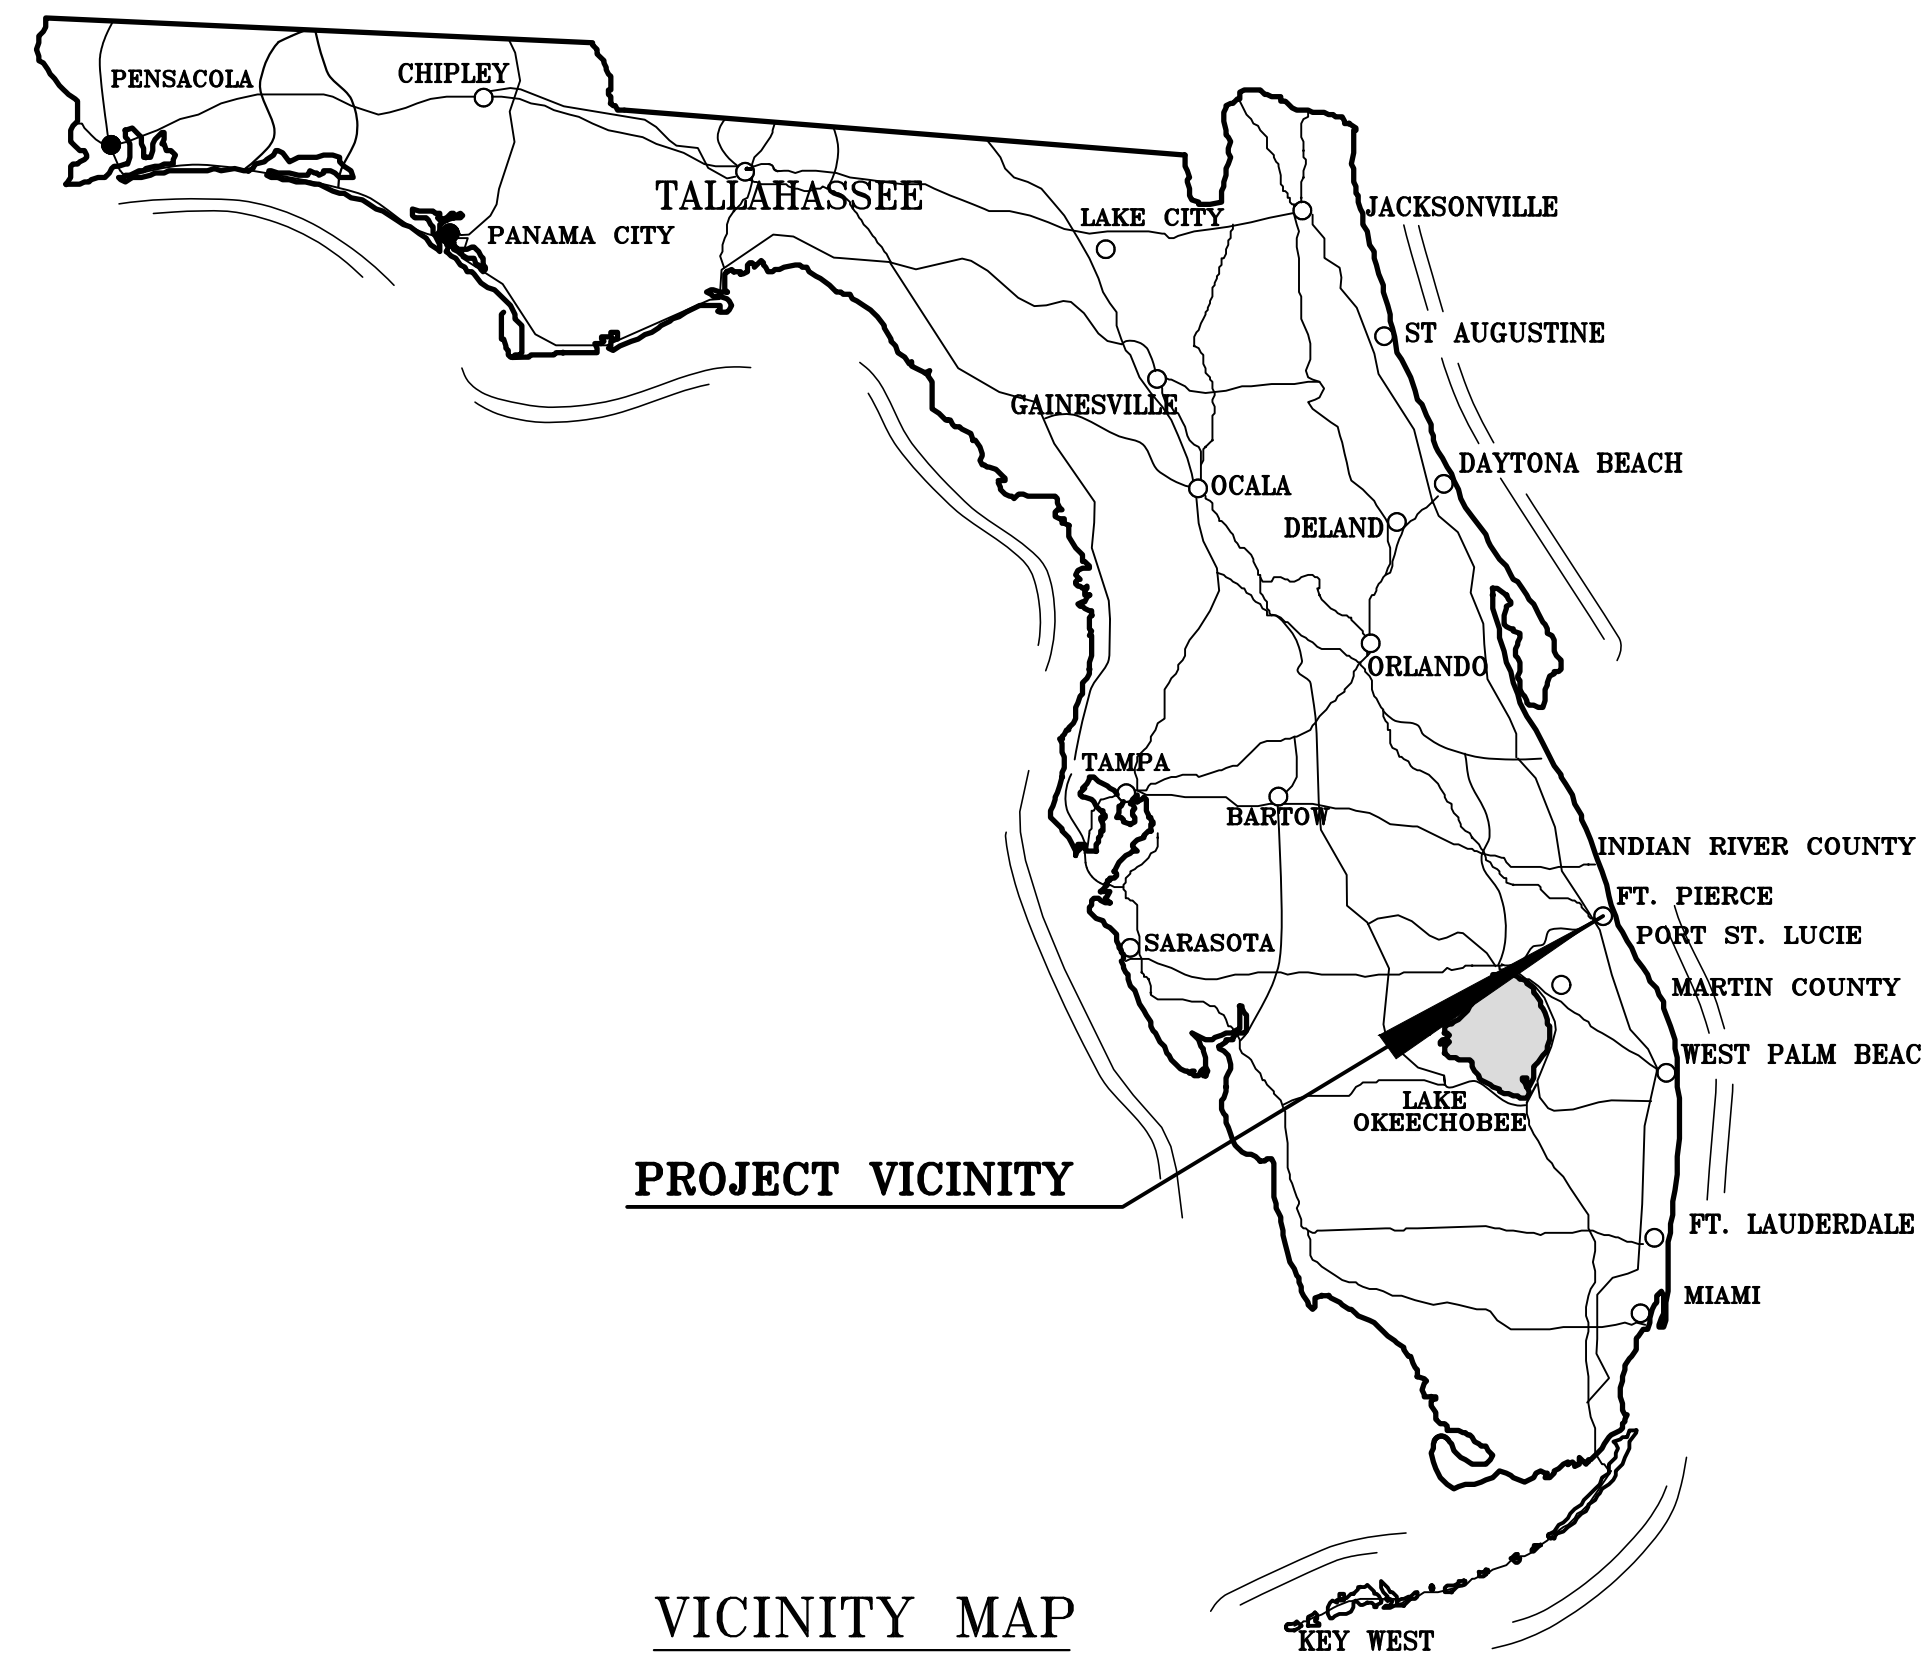 PENSACOLA
CHIPLEY
TALLAHASSEE
PANAMA CITY
LAKE CITY
JACKSONVILLE
ST AUGUSTINE
GAINESVILLE
DAYTONA BEACH
OCALA
DELAND
ORLANDO
TAMPA
BARTOW
INDIAN RIVER COUNTY
FT. PIERCE
PORT ST. LUCIE
SARASOTA
MARTIN COUNTY
WEST PALM BEAC
LAKE
OKEECHOBEE
PROJECT VICINITY
FT. LAUDERDALE
MIAMI
VICINITY MAP
KEY WEST